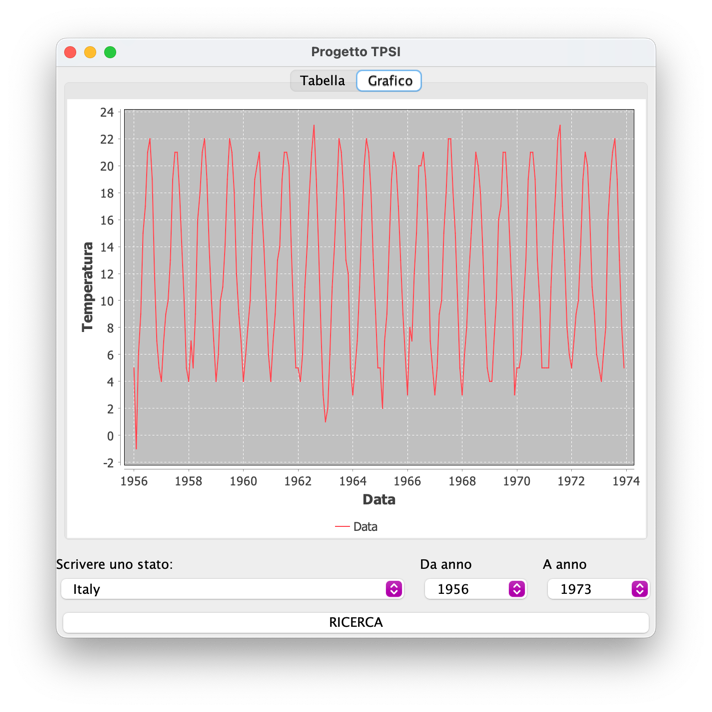 Progetto TPSI
Tabella Grafico
24
22
20
18
16
14
12
10
8
6
4
2
0
-2
Temperatura
1956 1958 1960 1962 1964 1966 1968 1970 1972 1974
Data
Data
Scrivere uno stato: Da anno A anno
Italy 1956 1973
RICERCA